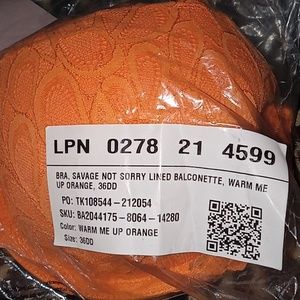 LPN 0278 21 4599
BRA, SAVAGE NOT SORRY LINED BALCONETTE, WARM ME
UP ORANGE, 36DD
PO: TK108544-212054
SKU: BA2044175-8064-14280
Color: WARM ME UP ORANGE
Size: 36DD